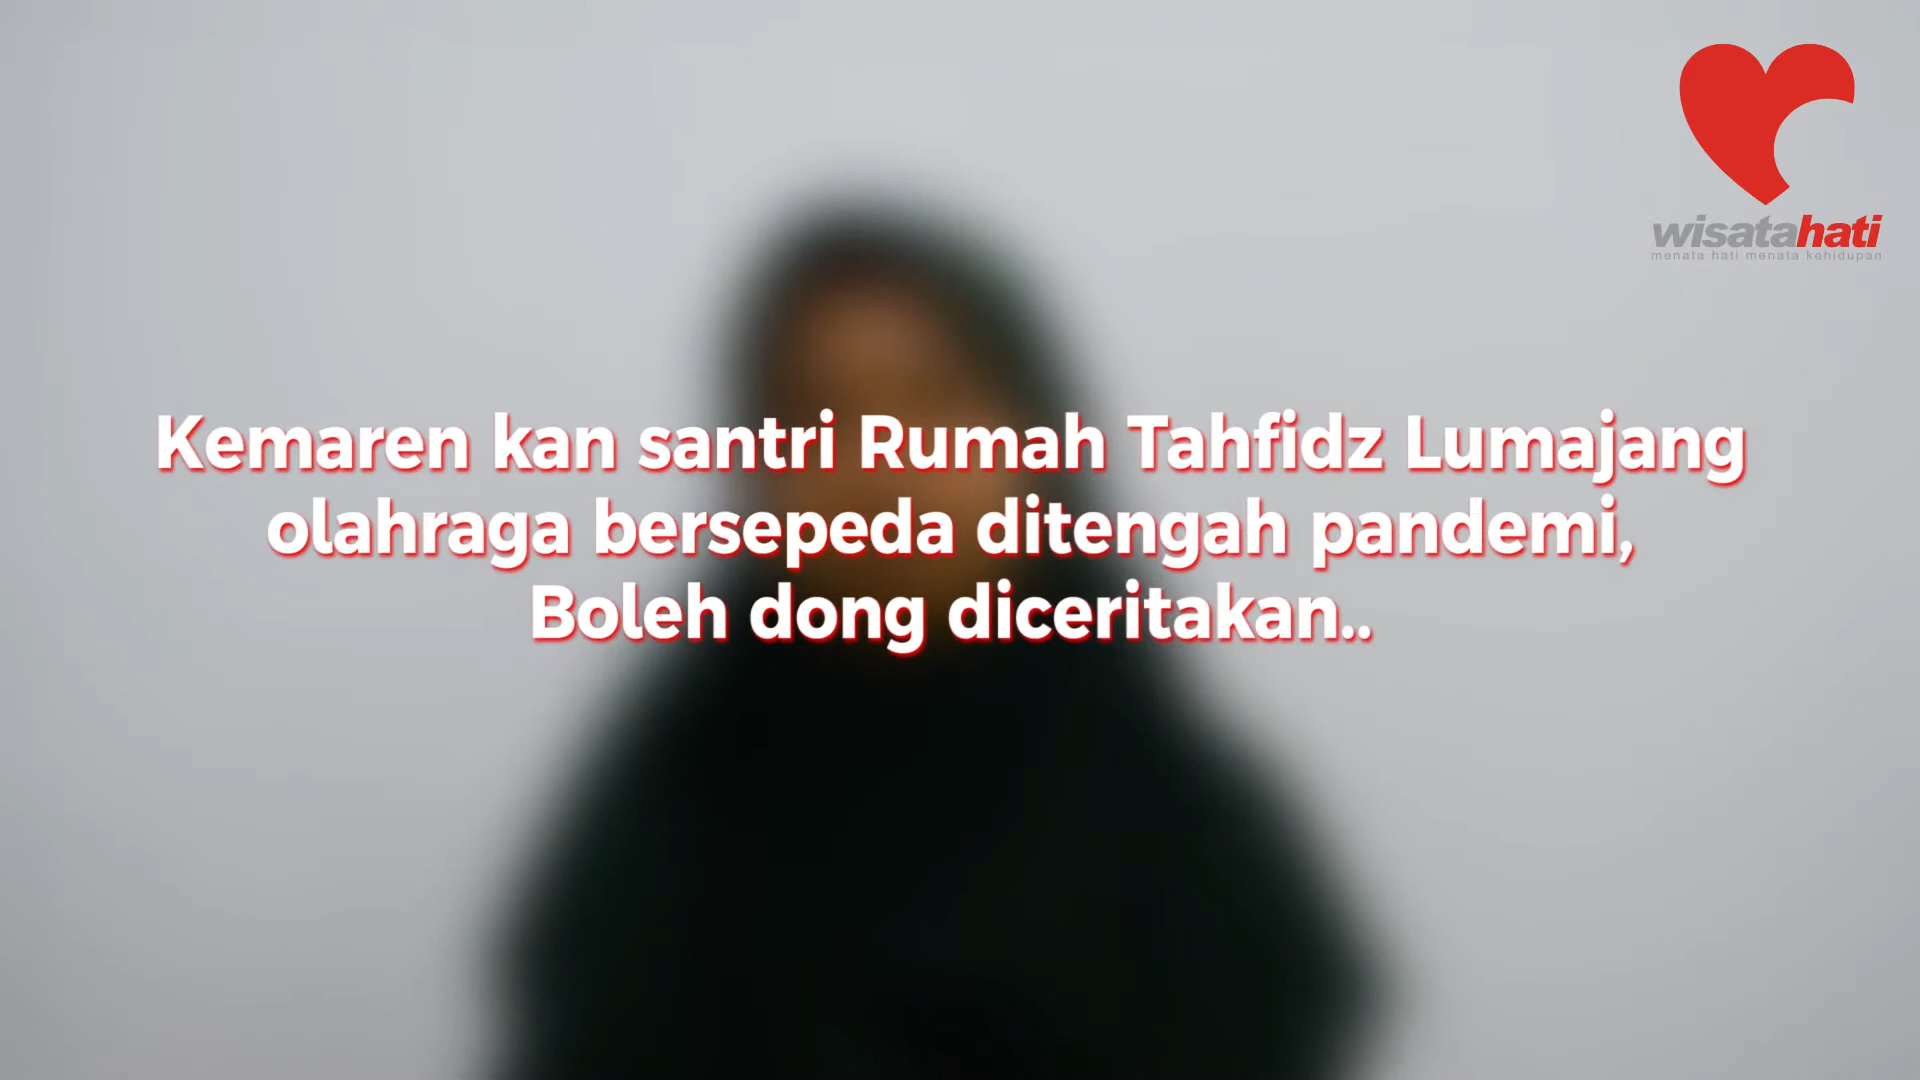 wisatahati
menata hati menata kehidupan
Kemaren kan santri Rumah Tahfidz Lumajang
olahraga bersepeda ditengah pandemi,
Boleh dong diceritakan..